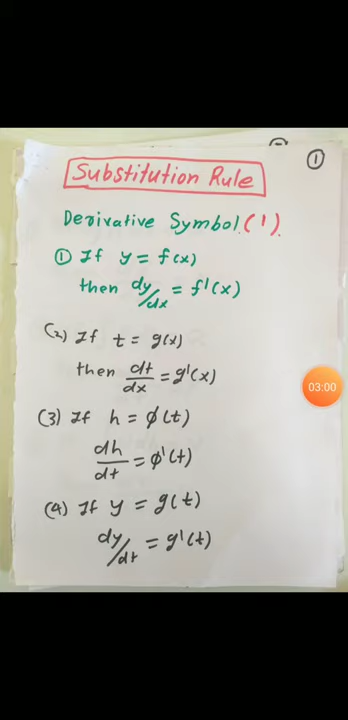 ①
Substitution Rule
Derivative Symbol.(').
① If y = f(x)
then dy/dx = f'(x)
(2) If t = g(x)
then dt/dx = g'(x)
03:00
(3) If h = ϕ(t)
dh/dt = ϕ'(t)
(4) If y = g(t)
dy/dt = g'(t)